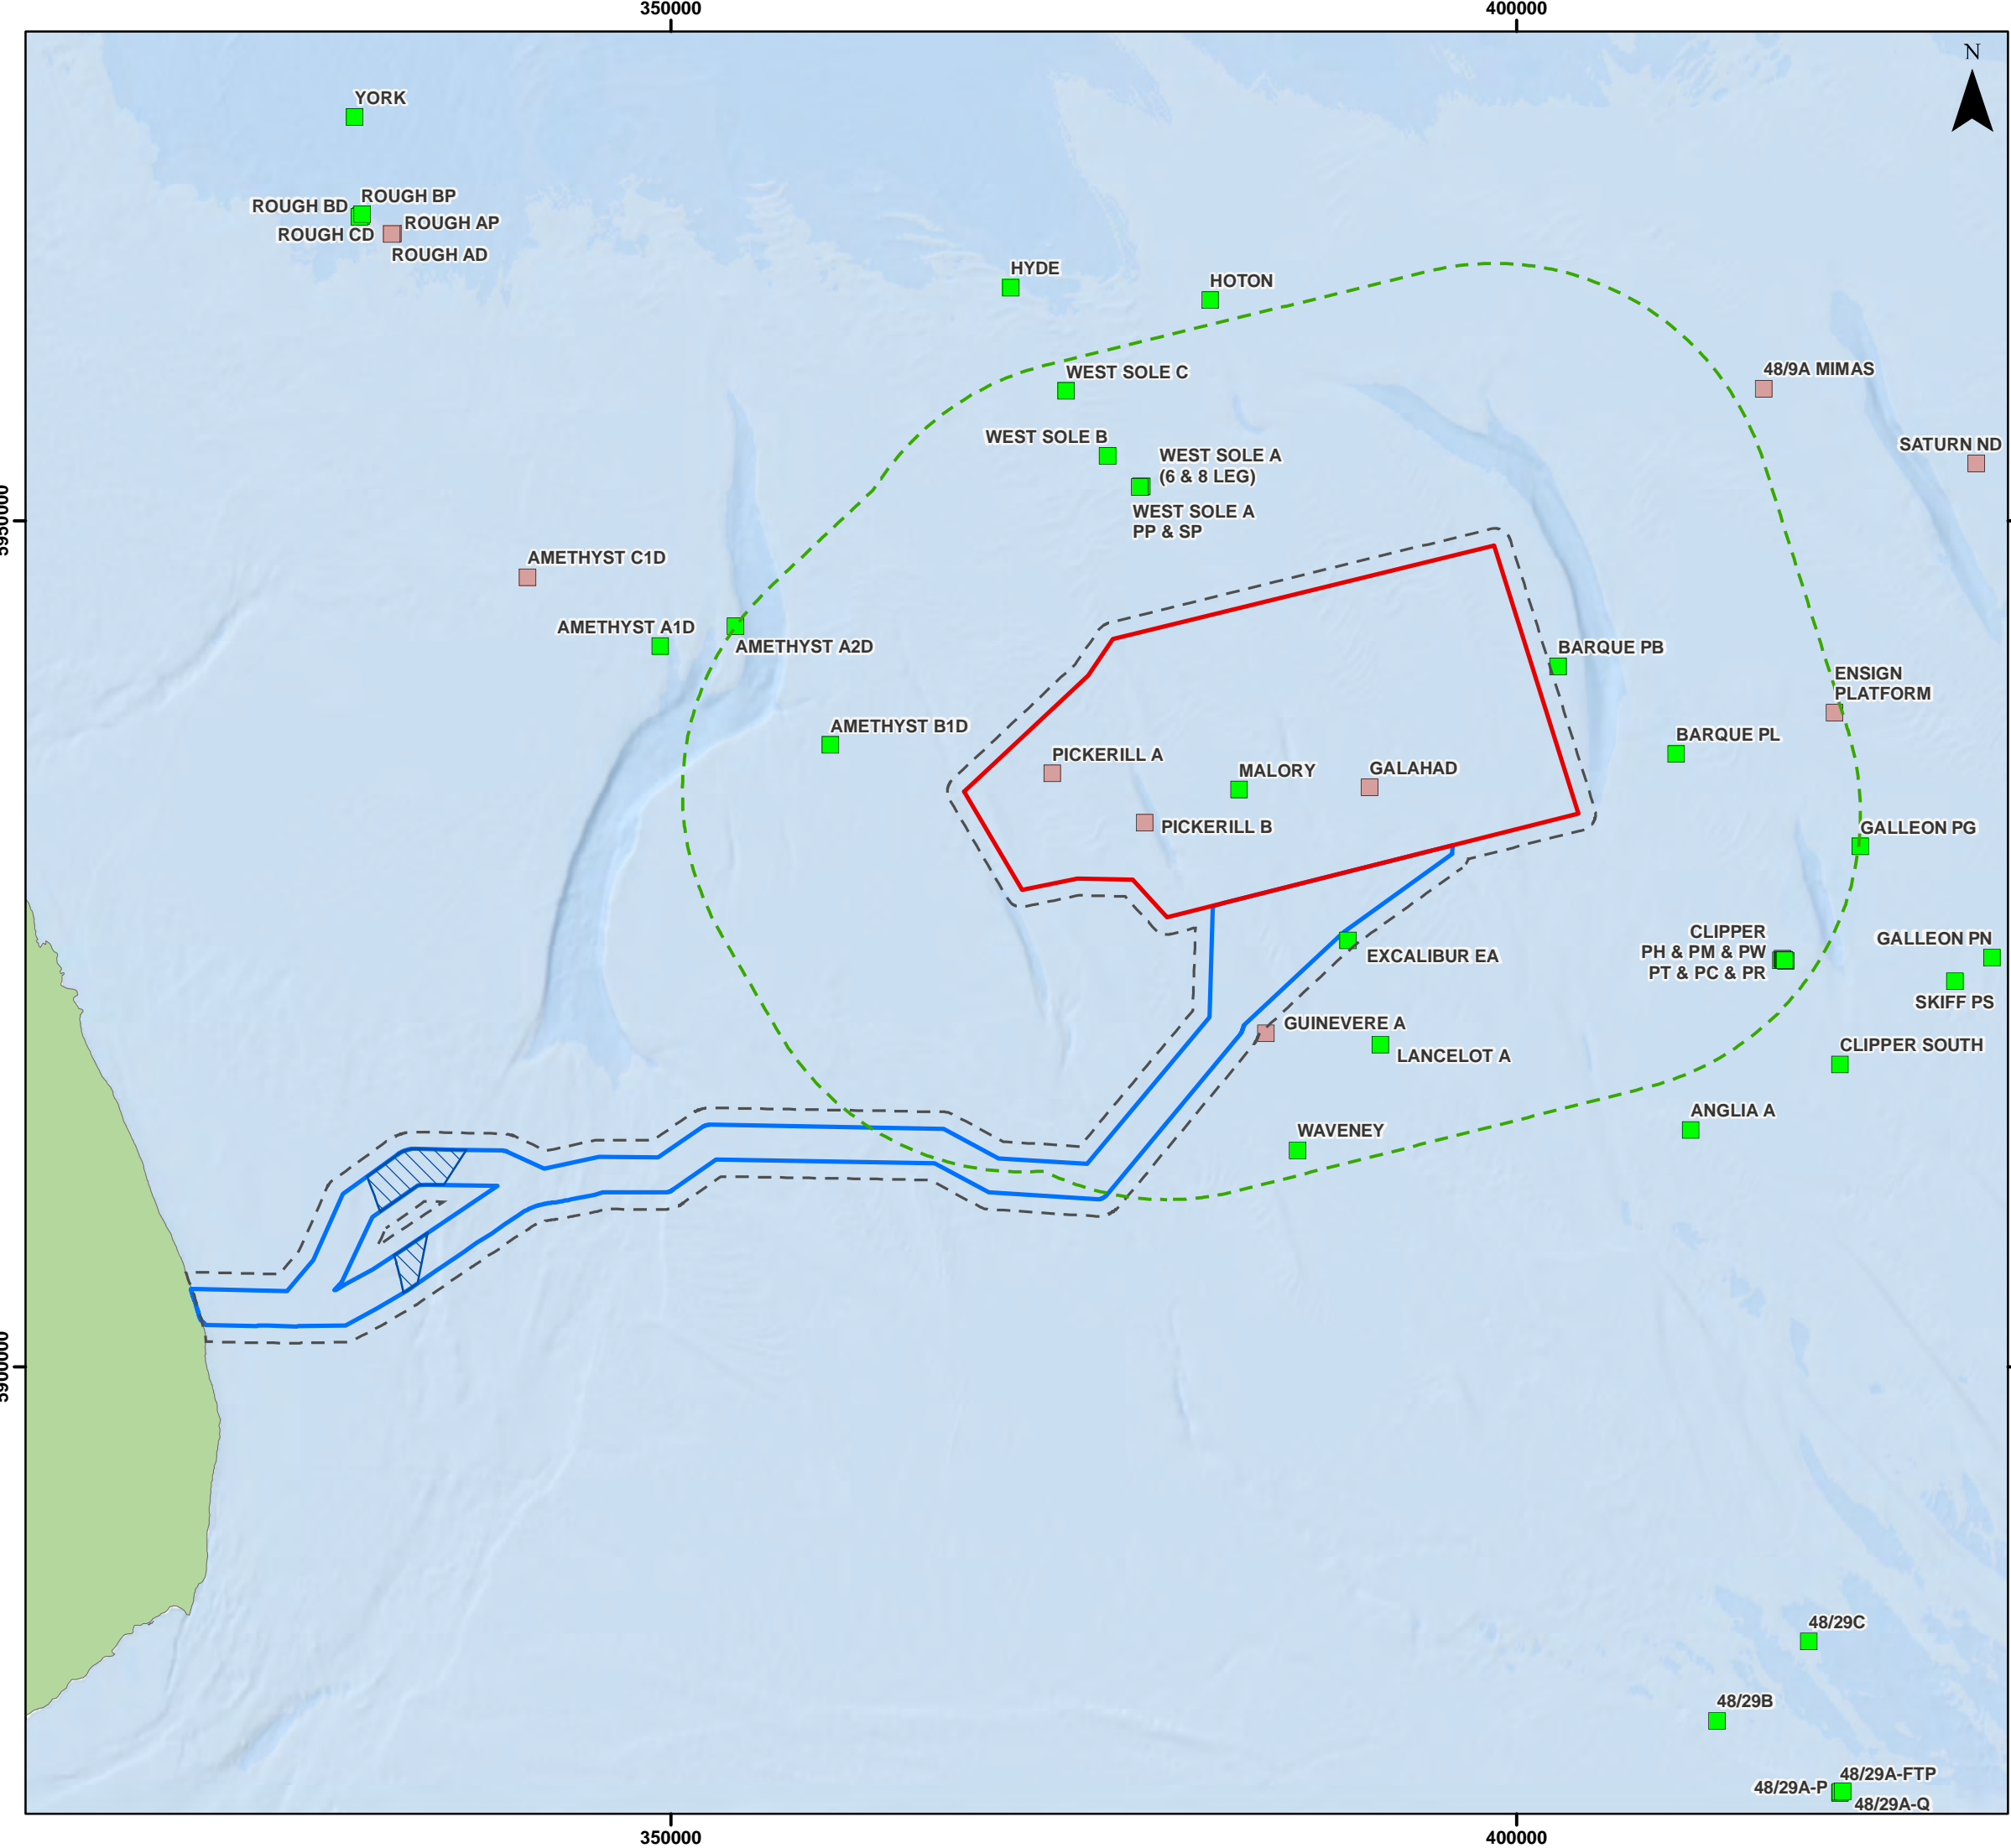 350000
400000
N
YORK
ROUGH BP
ROUGH BD
ROUGH AP
ROUGH CD
ROUGH AD
HYDE
HOTON
WEST SOLE C
48/9A MIMAS
WEST SOLE B
SATURN ND
WEST SOLE A
(6 & 8 LEG)
WEST SOLE A
PP & SP
AMETHYST C1D
AMETHYST A1D
AMETHYST A2D
BARQUE PB
ENSIGN
PLATFORM
AMETHYST B1D
BARQUE PL
PICKERILL A
MALORY
GALAHAD
PICKERILL B
GALLEON PG
CLIPPER
PH & PM & PW
PT & PC & PR
GALLEON PN
EXCALIBUR EA
SKIFF PS
GUINEVERE A
LANCELOT A
CLIPPER SOUTH
ANGLIA A
WAVENEY
48/29C
48/29B
48/29A-FTP
48/29A-P
48/29A-Q
350000
400000